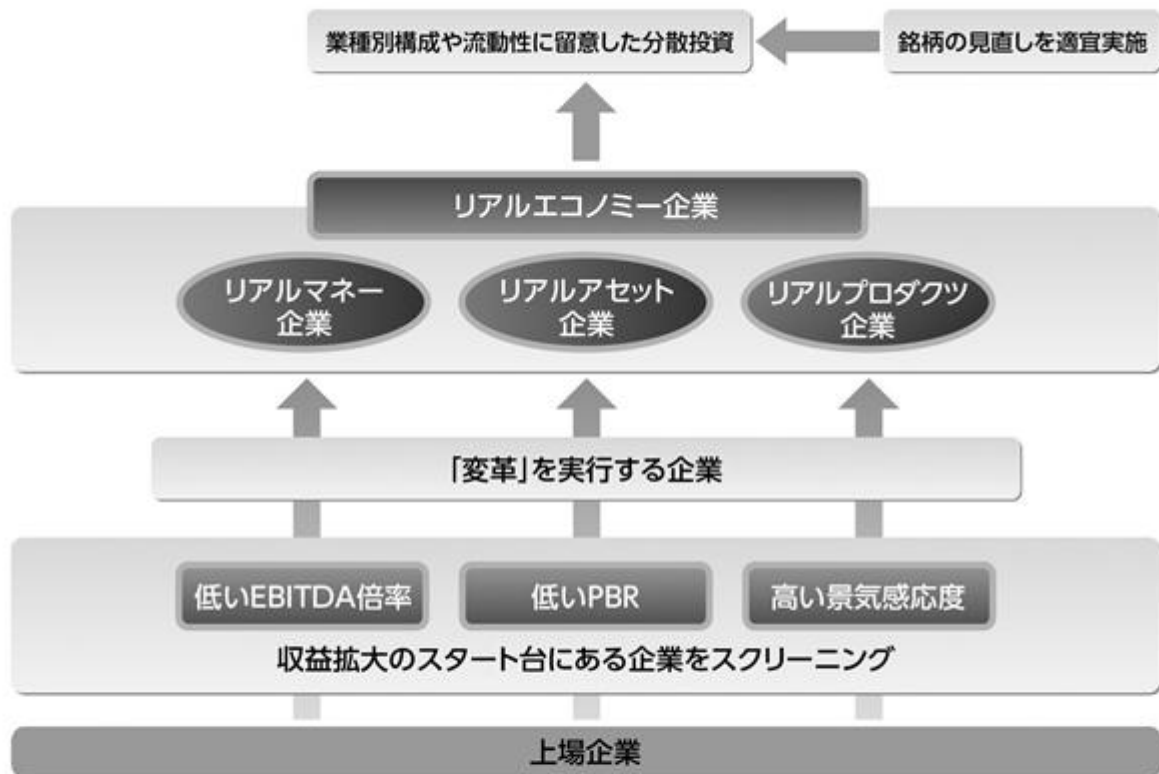 業種別構成や流動性に留意した分散投資
銘柄の見直しを適宜実施
リアルエコノミー企業
リアルマネー
企業
リアルアセット
企業
リアルプロダクツ
企業
「変革」を実行する企業
低いEBITDA倍率
低いPBR
高い景気感応度
収益拡大のスタート台にある企業をスクリーニング
上場企業